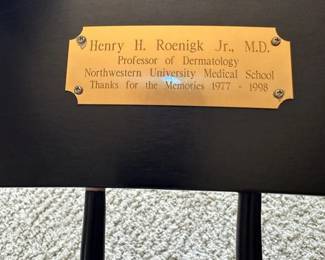 Henry H. Roenigk Jr., M.D.
Professor of Dermatology
Northwestern University Medical School
Thanks for the Memories 1977 - 1998